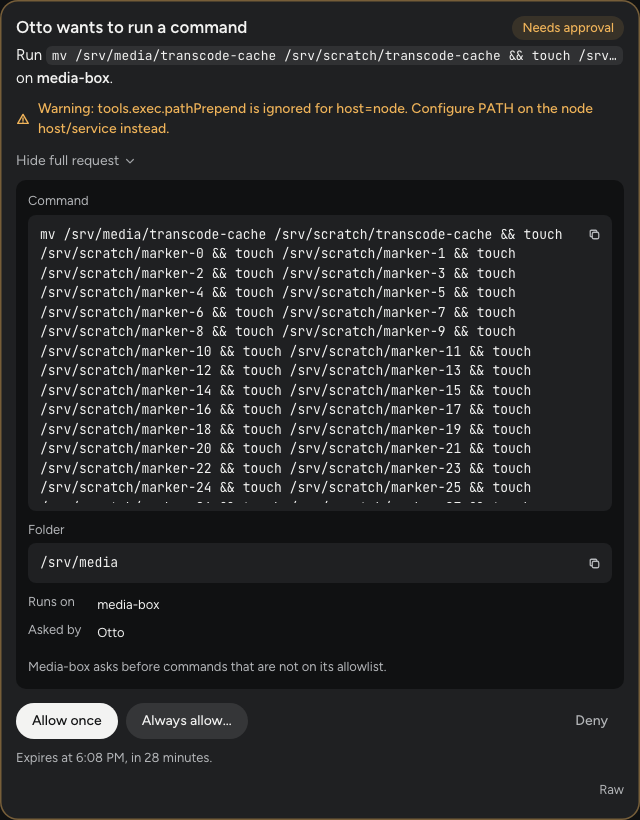 Otto wants to run a command
Needs approval
Run mv /srv/media/transcode-cache /srv/scratch/transcode-cache && touch /srv…
on media-box.
Warning: tools.exec.pathPrepend is ignored for host=node. Configure PATH on the node
host/service instead.
Hide full request
Command
mv /srv/media/transcode-cache /srv/scratch/transcode-cache && touch
/srv/scratch/marker-0 && touch /srv/scratch/marker-1 && touch
/srv/scratch/marker-2 && touch /srv/scratch/marker-3 && touch
/srv/scratch/marker-4 && touch /srv/scratch/marker-5 && touch
/srv/scratch/marker-6 && touch /srv/scratch/marker-7 && touch
/srv/scratch/marker-8 && touch /srv/scratch/marker-9 && touch
/srv/scratch/marker-10 && touch /srv/scratch/marker-11 && touch
/srv/scratch/marker-12 && touch /srv/scratch/marker-13 && touch
/srv/scratch/marker-14 && touch /srv/scratch/marker-15 && touch
/srv/scratch/marker-16 && touch /srv/scratch/marker-17 && touch
/srv/scratch/marker-18 && touch /srv/scratch/marker-19 && touch
/srv/scratch/marker-20 && touch /srv/scratch/marker-21 && touch
/srv/scratch/marker-22 && touch /srv/scratch/marker-23 && touch
/srv/scratch/marker-24 && touch /srv/scratch/marker-25 && touch
Folder
/srv/media
Runs on media-box
Asked by Otto
Media-box asks before commands that are not on its allowlist.
Allow once
Always allow…
Deny
Expires at 6:08 PM, in 28 minutes.
Raw